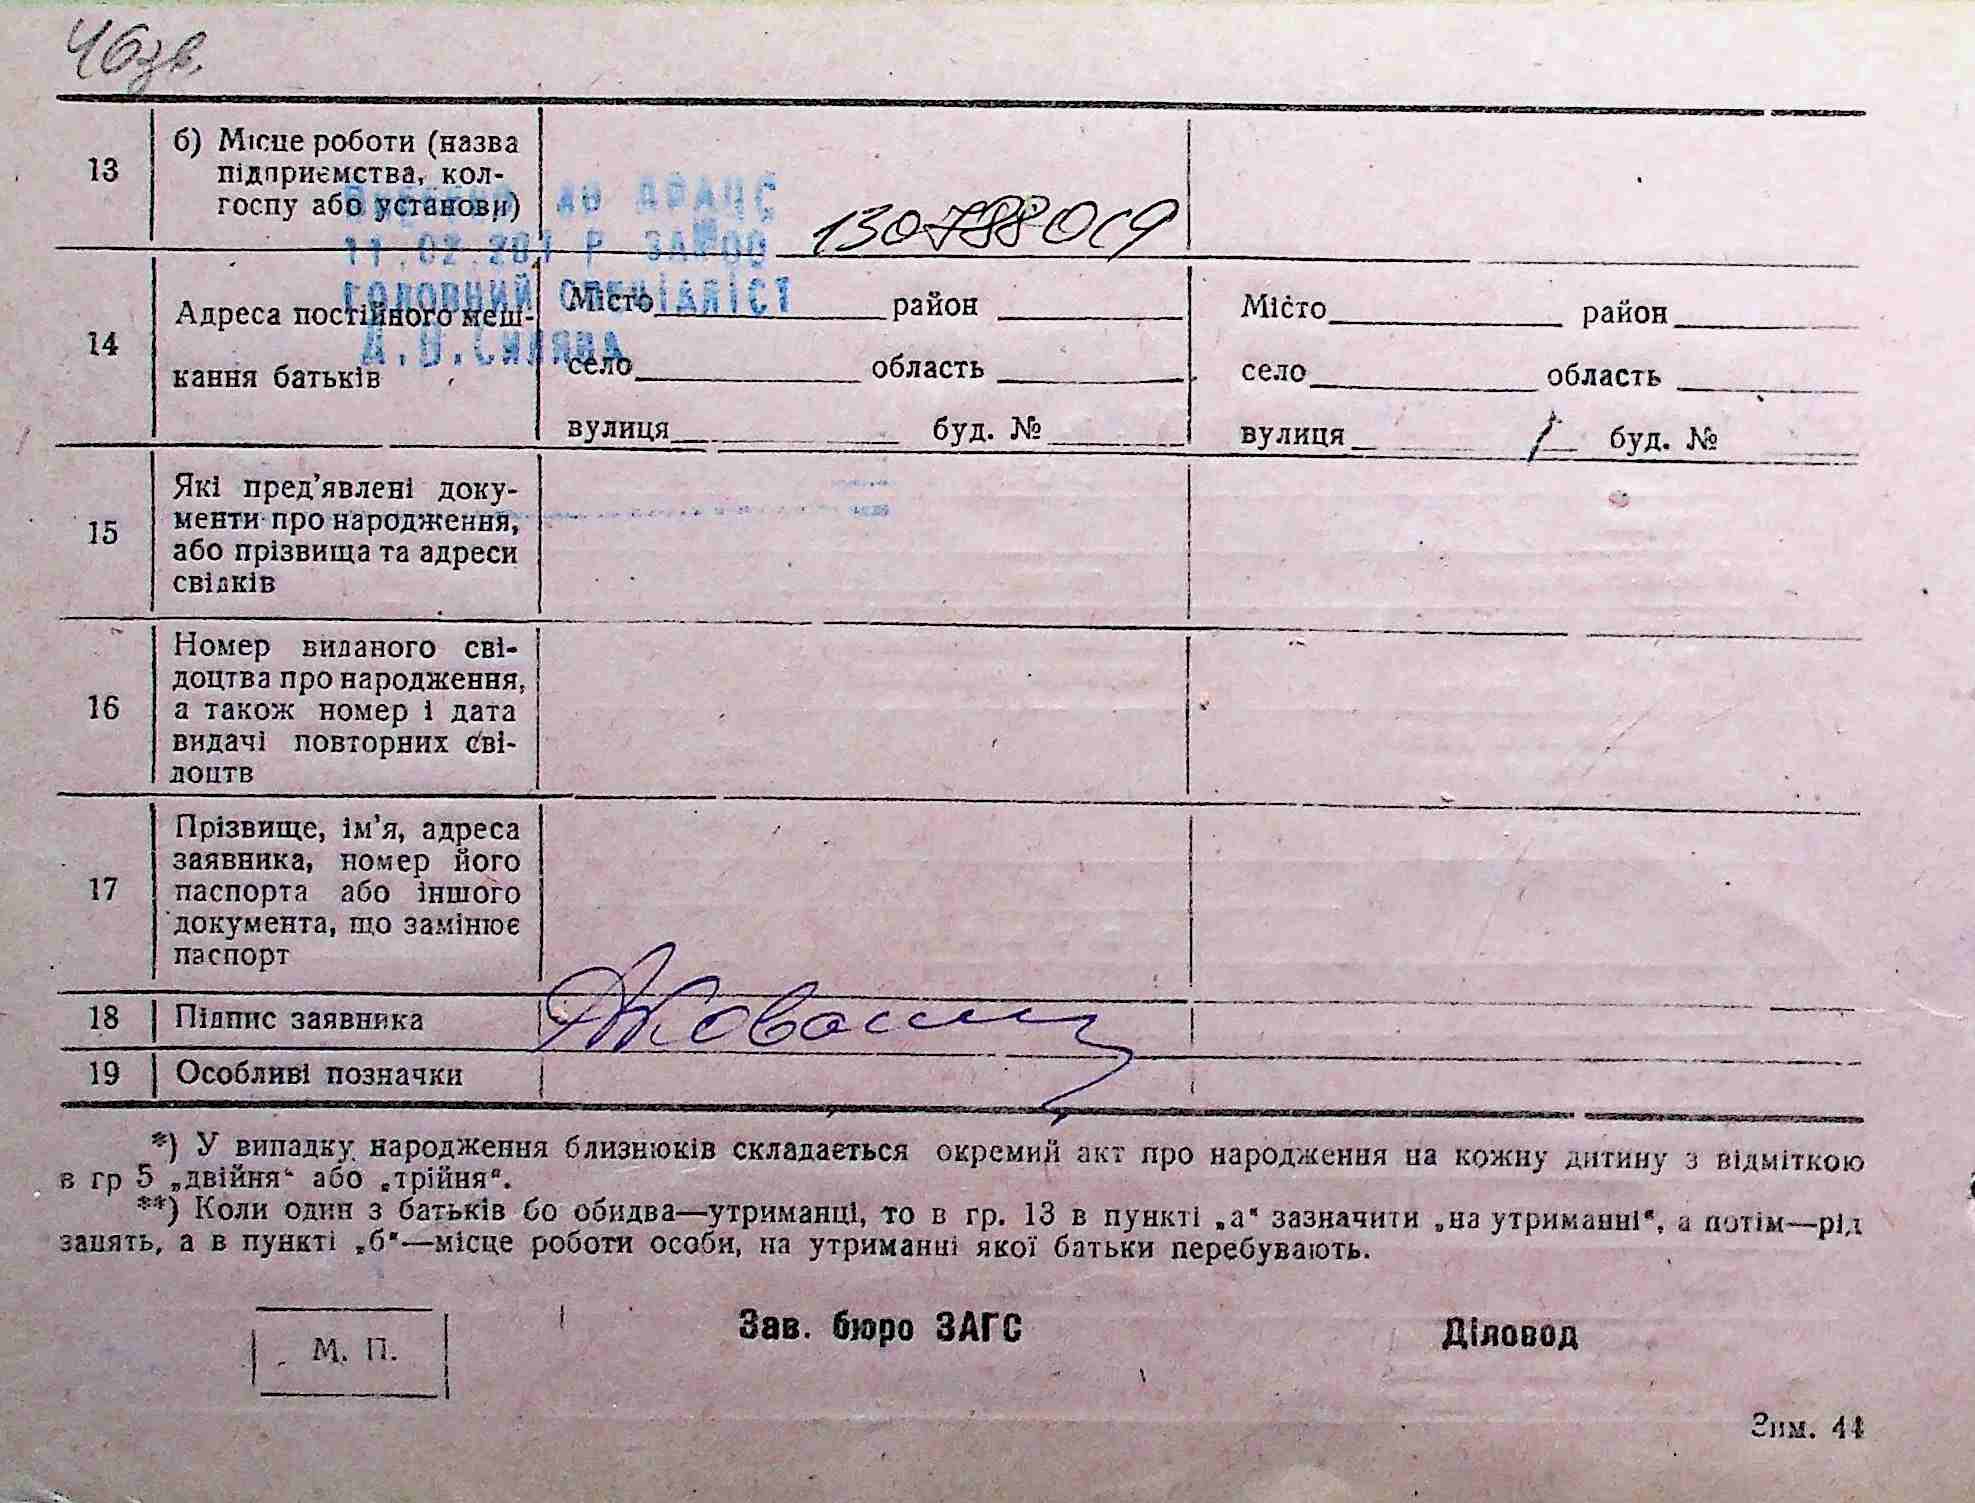 46зв.
13
б) Місце роботи (назва
підприємства, кол-
госпу або установи)
ДРАЦС
130788019
ГОЛОВНИЙ СПЕЦІАЛІСТ
14
Адреса постійного меш-
кання батьків
Місто район
село область
вулиця буд. №
Місто район
село область
вулиця буд. №
15
Які пред'явлені доку-
менти про народження,
або прізвища та адреси
свідків
16
Номер виданого сві-
доцтва про народження,
а також номер і дата
видачі повторних сві-
доцтв
17
Прізвище, ім'я, адреса
заявника, номер його
паспорта або іншого
документа, що замінює
паспорт
18
Підпис заявника
19
Особливі позначки
*) У випадку народження близнюків складається окремий акт про народження на кожну дитину з відміткою
в гр 5 „двійня“ або „трійня“.
**) Коли один з батьків бо обидва—утриманці, то в гр. 13 в пункті „а“ зазначити „на утриманні“, а потім—рід
занять, а в пункті „б“—місце роботи особи, на утриманні якої батьки перебувають.
М. П.
Зав. бюро ЗАГС
Діловод
Зим. 44